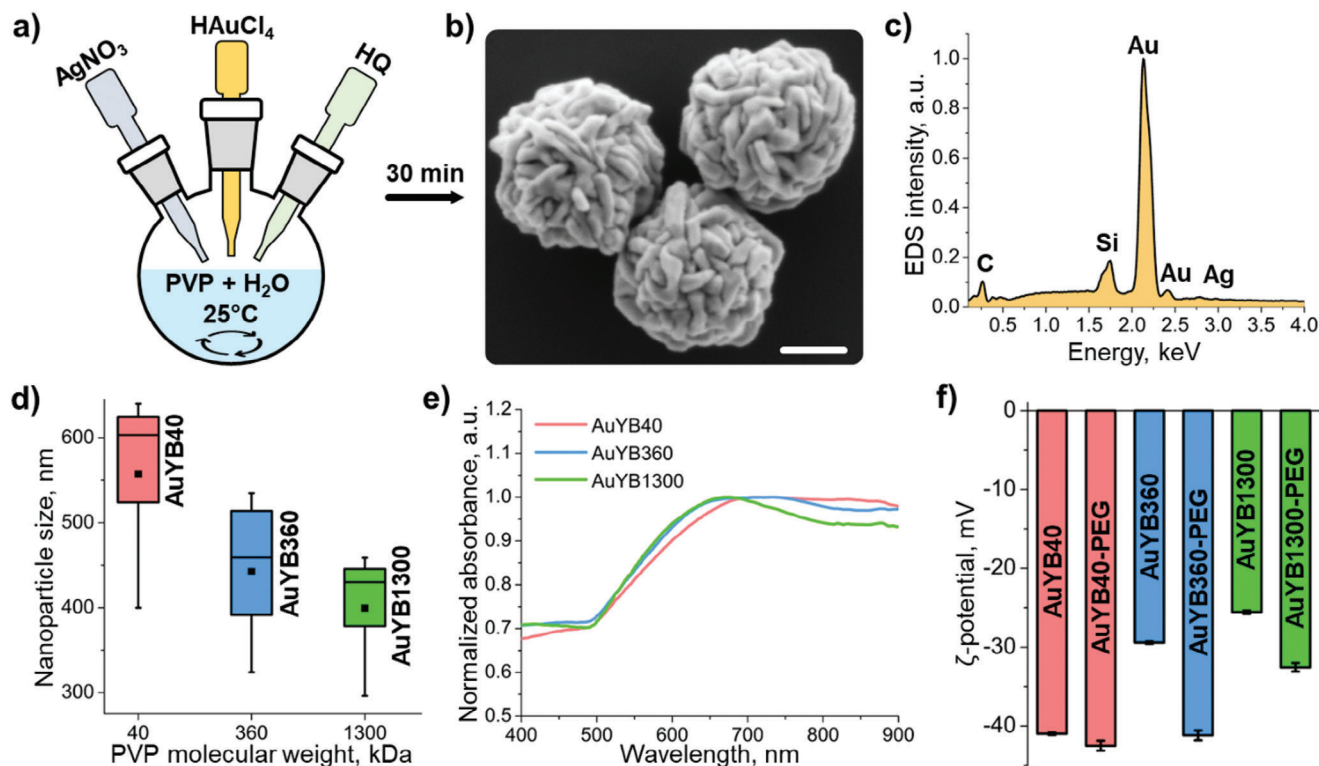 a)
AgNO₃
HAuCl₄
HQ
PVP + H₂O
25°C
30 min
b)
c)
EDS intensity, a.u.
1.0
0.8
0.6
0.4
0.2
0.0
C
Si
Au
Au
Ag
0.5 1.0 1.5 2.0 2.5 3.0 3.5 4.0
Energy, keV
d)
Nanoparticle size, nm
600
500
400
300
AuYB40
AuYB360
AuYB1300
40 360 1300
PVP molecular weight, kDa
e)
Normalized absorbance, a.u.
1.2
1.1
1.0
0.9
0.8
0.7
0.6
0.5
AuYB40
AuYB360
AuYB1300
400 500 600 700 800 900
Wavelength, nm
f)
ζ-potential, mV
0
-10
-20
-30
-40
AuYB40
AuYB40-PEG
AuYB360
AuYB360-PEG
AuYB1300
AuYB1300-PEG